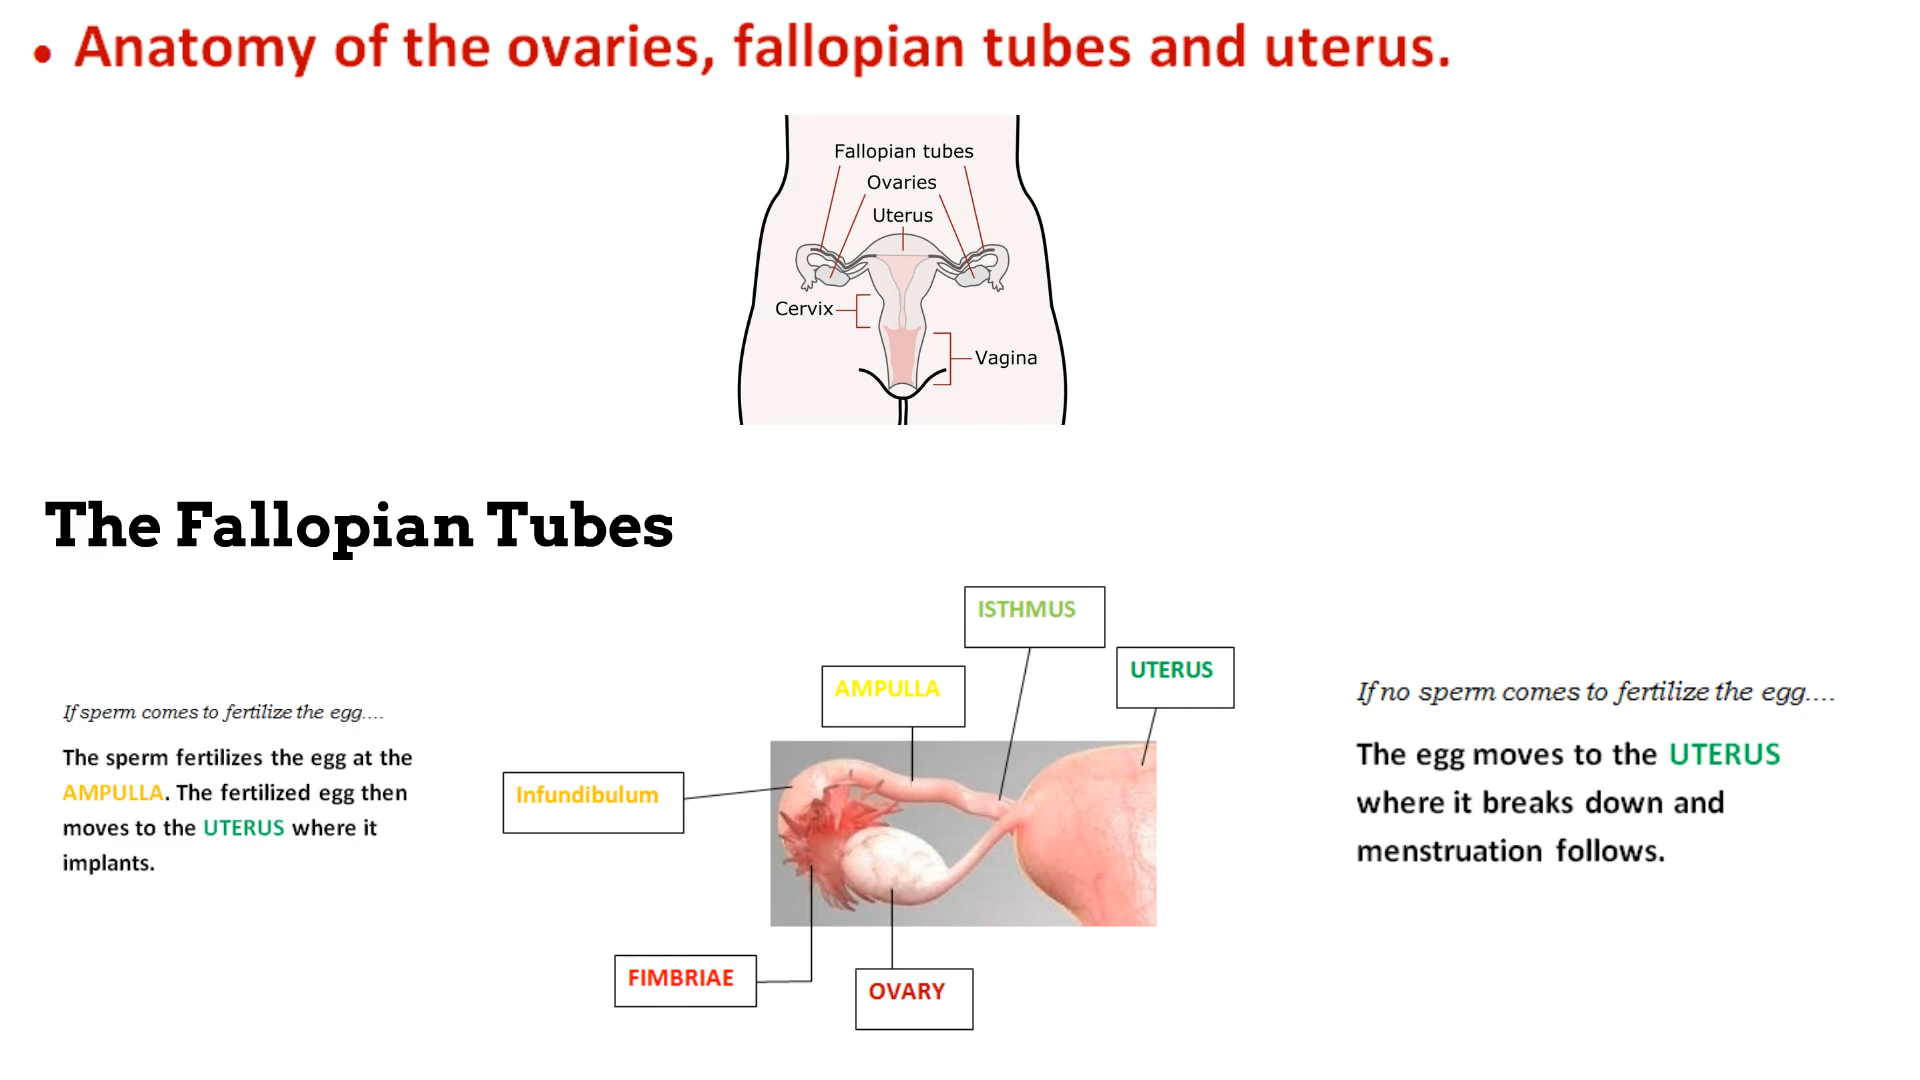 • Anatomy of the ovaries, fallopian tubes and uterus.
Fallopian tubes
Ovaries
Uterus
Cervix
Vagina
The Fallopian Tubes
ISTHMUS
UTERUS
AMPULLA
Infundibulum
FIMBRIAE
OVARY
If sperm comes to fertilize the egg....
The sperm fertilizes the egg at the
AMPULLA. The fertilized egg then
moves to the UTERUS where it
implants.
If no sperm comes to fertilize the egg....
The egg moves to the UTERUS
where it breaks down and
menstruation follows.